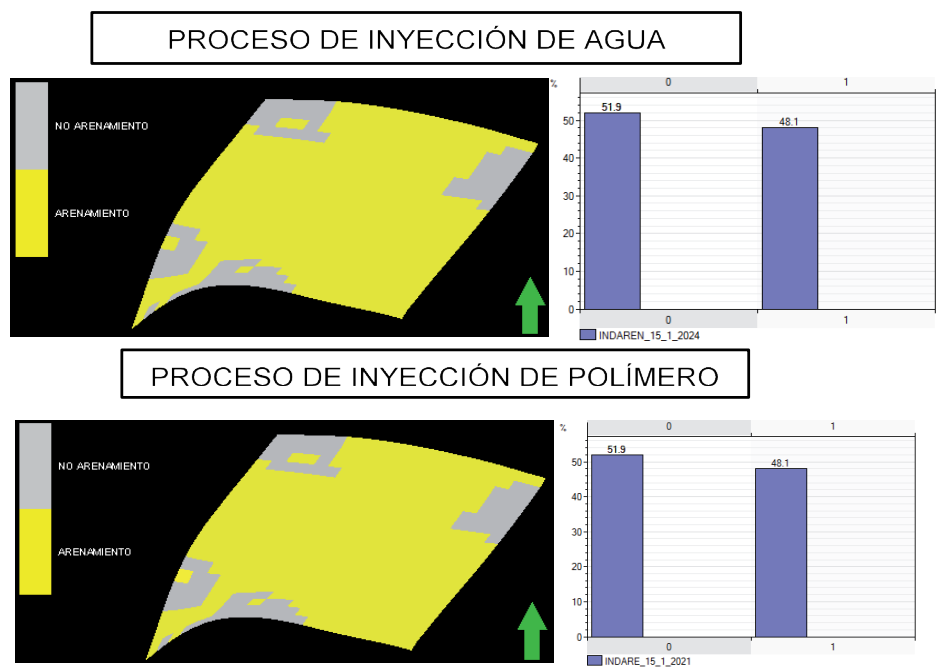 PROCESO DE INYECCIÓN DE AGUA
NO ARENAMIENTO
ARENAMIENTO
%
0 1
51.9
48.1
50
40
30
20
10
0
0 1
INDAREN_15_1_2024
PROCESO DE INYECCIÓN DE POLÍMERO
NO ARENAMIENTO
ARENAMIENTO
%
0 1
51.9
48.1
50
40
30
20
10
0
0 1
INDARE_15_1_2021